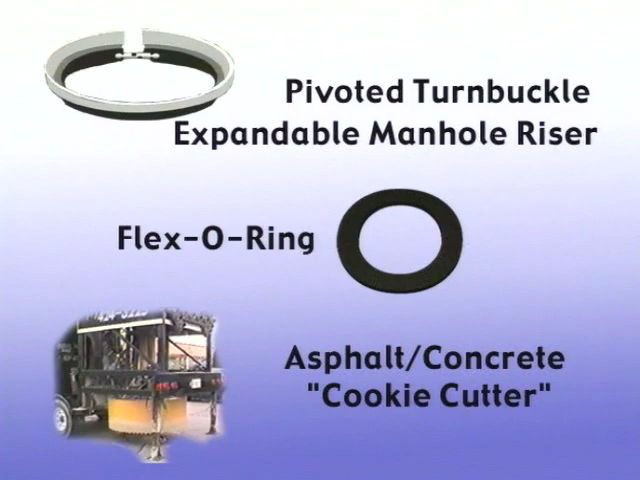 Pivoted Turnbuckle
Expandable Manhole Riser
Flex-O-Ring
Asphalt/Concrete
"Cookie Cutter"